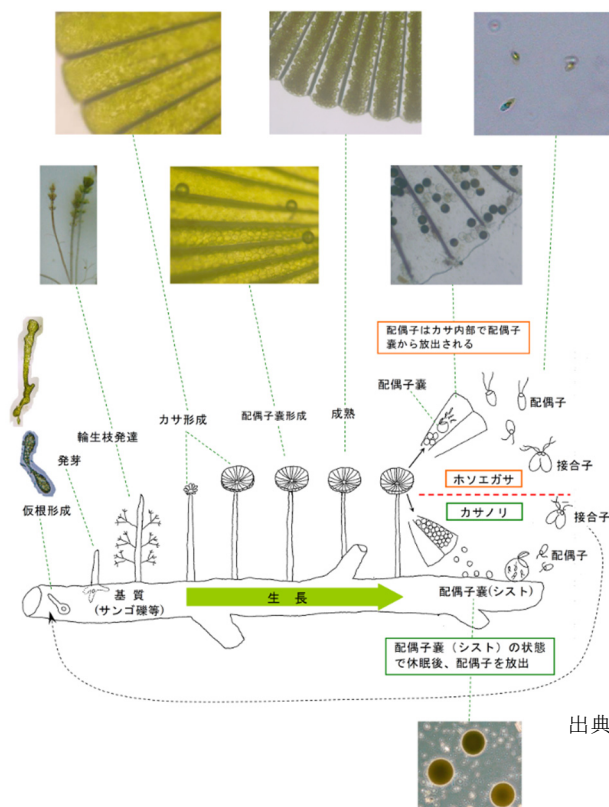 配偶子はカサ内部で配偶子
嚢から放出される
配偶子嚢
配偶子
カサ形成
配偶子嚢形成
成熟
輪生枝発達
発芽
接合子
ホソエガサ
カサノリ
仮根形成
接合子
配偶子
基質
(サンゴ礫等)
生長
配偶子嚢(シスト)
配偶子嚢(シスト)の状態
で休眠後、配偶子を放出
出典